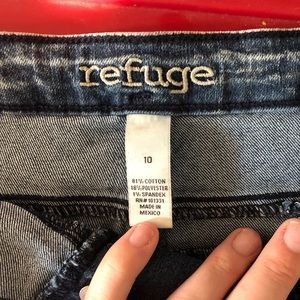 refuge
10
81% COTTON
18% POLYESTER
1% SPANDEX
RN# 101331
MADE IN
MEXICO